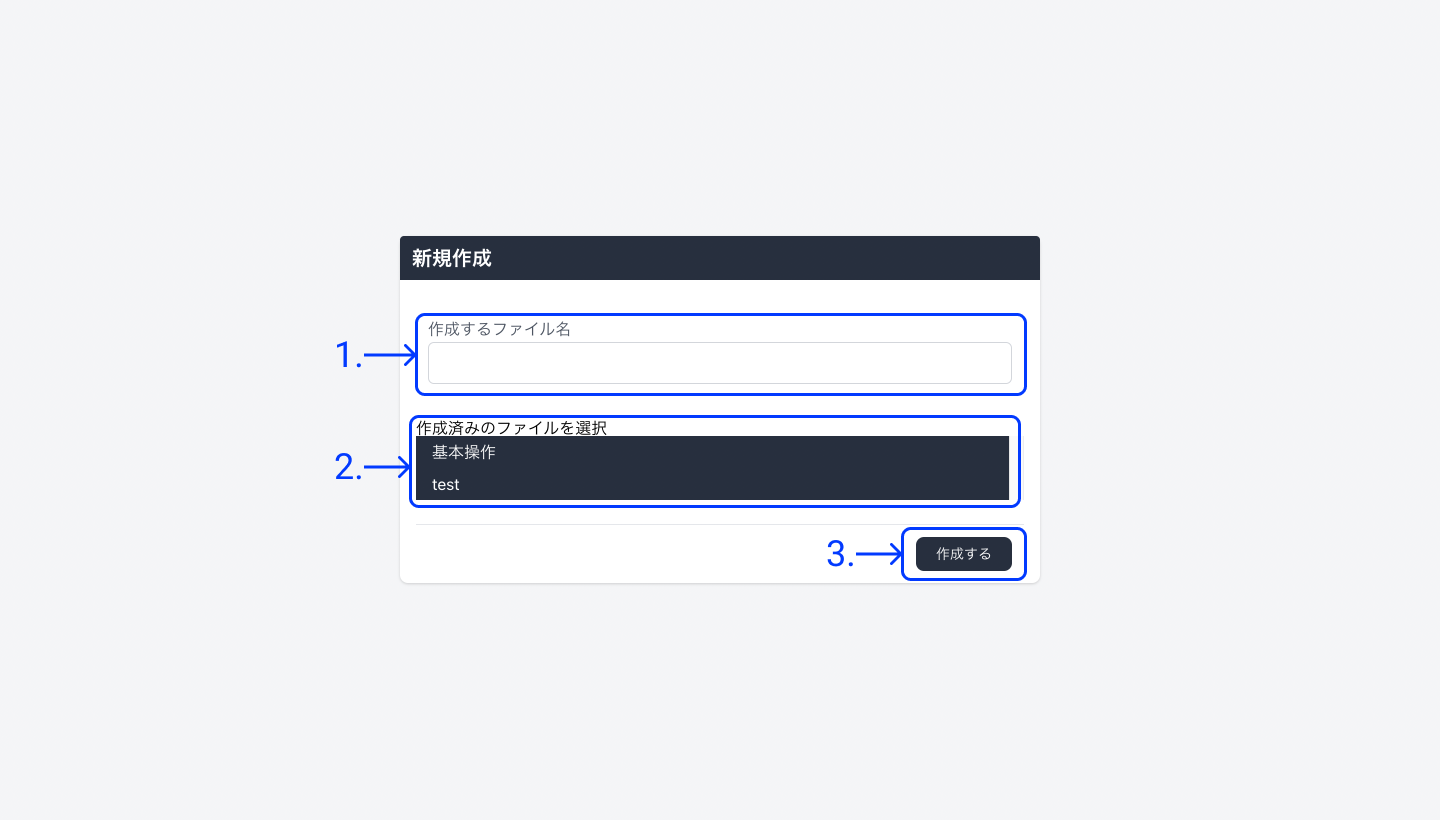 新規作成
作成するファイル名
1.
作成済みのファイルを選択
基本操作
2.
test
3.
作成する